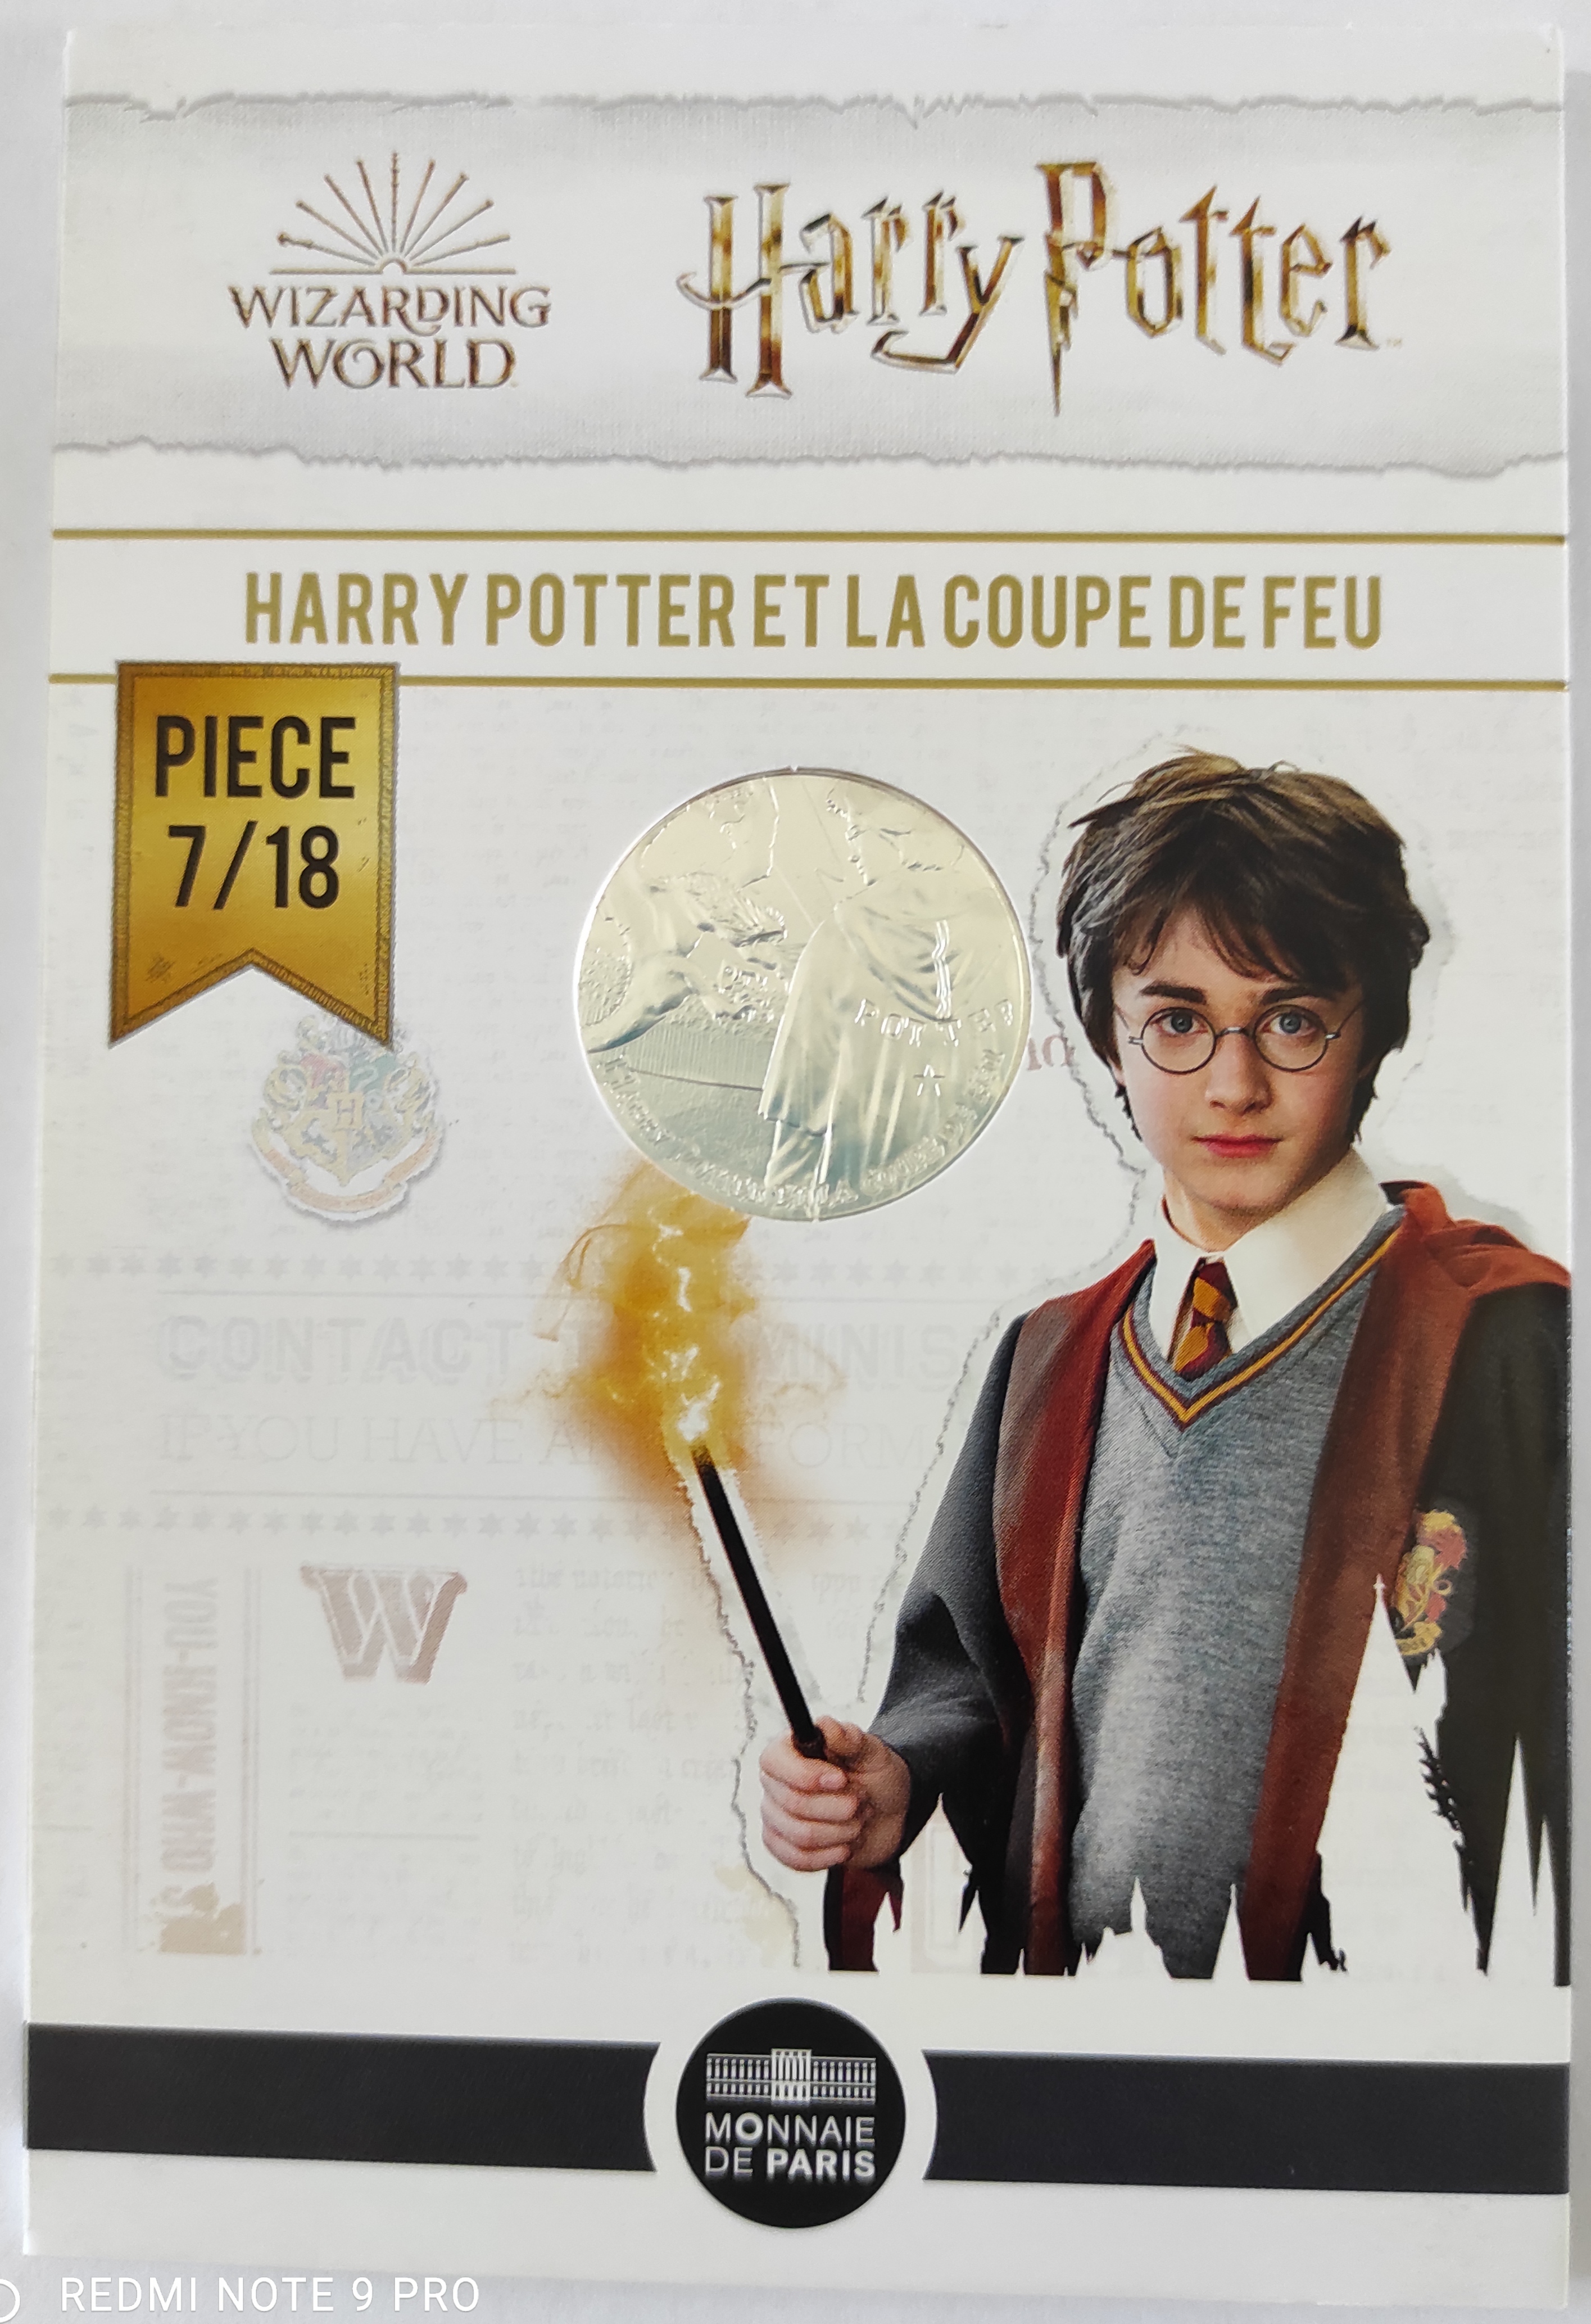 WIZARDING
WORLD
Harry Potter
HARRY POTTER ET LA COUPE DE FEU
PIECE
7/18
POTTER
CONTACT MINIS
IF YOU HAVE
W
YOU-KNOW-WHO
MONNAIE
DE PARIS
REDMI NOTE 9 PRO